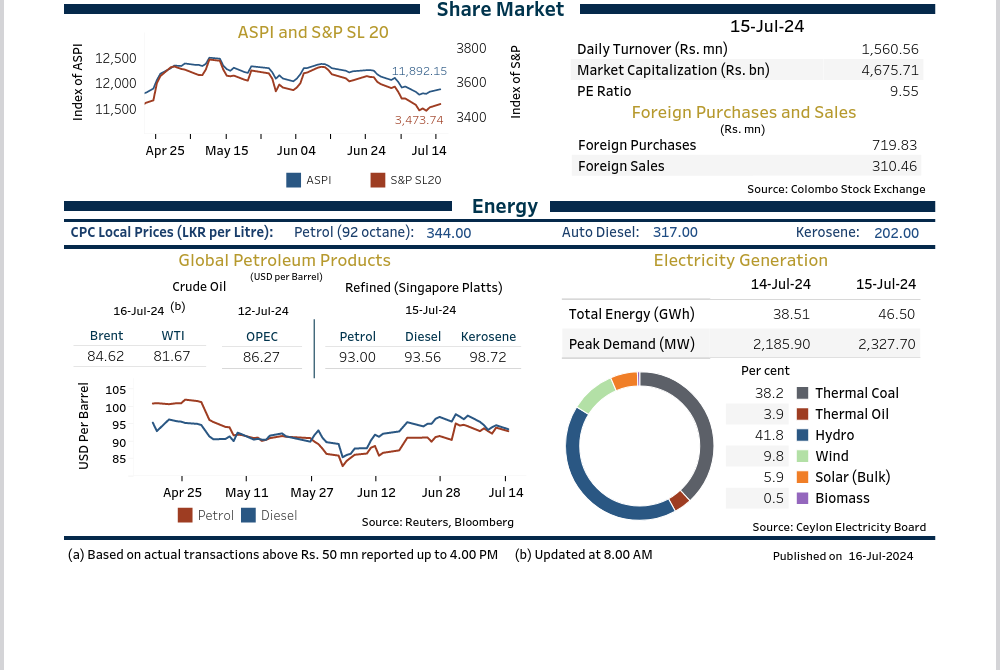 Share Market
ASPI and S&P SL 20
Index of ASPI
12,500
12,000
11,500
3800
3600
3400
Index of S&P
11,892.15
3,473.74
Apr 25 May 15 Jun 04 Jun 24 Jul 14
ASPI S&P SL20
15-Jul-24
Daily Turnover (Rs. mn) 1,560.56
Market Capitalization (Rs. bn) 4,675.71
PE Ratio 9.55
Foreign Purchases and Sales
(Rs. mn)
Foreign Purchases 719.83
Foreign Sales 310.46
Source: Colombo Stock Exchange
Energy
CPC Local Prices (LKR per Litre): Petrol (92 octane): 344.00 Auto Diesel: 317.00 Kerosene: 202.00
Global Petroleum Products
(USD per Barrel)
Crude Oil Refined (Singapore Platts)
16-Jul-24 (b) 12-Jul-24 15-Jul-24
Brent WTI OPEC Petrol Diesel Kerosene
84.62 81.67 86.27 93.00 93.56 98.72
USD Per Barrel
105
100
95
90
85
Apr 25 May 11 May 27 Jun 12 Jun 28 Jul 14
Petrol Diesel
Source: Reuters, Bloomberg
Electricity Generation
14-Jul-24 15-Jul-24
Total Energy (GWh) 38.51 46.50
Peak Demand (MW) 2,185.90 2,327.70
Per cent
38.2 Thermal Coal
3.9 Thermal Oil
41.8 Hydro
9.8 Wind
5.9 Solar (Bulk)
0.5 Biomass
Source: Ceylon Electricity Board
(a) Based on actual transactions above Rs. 50 mn reported up to 4.00 PM (b) Updated at 8.00 AM Published on 16-Jul-2024